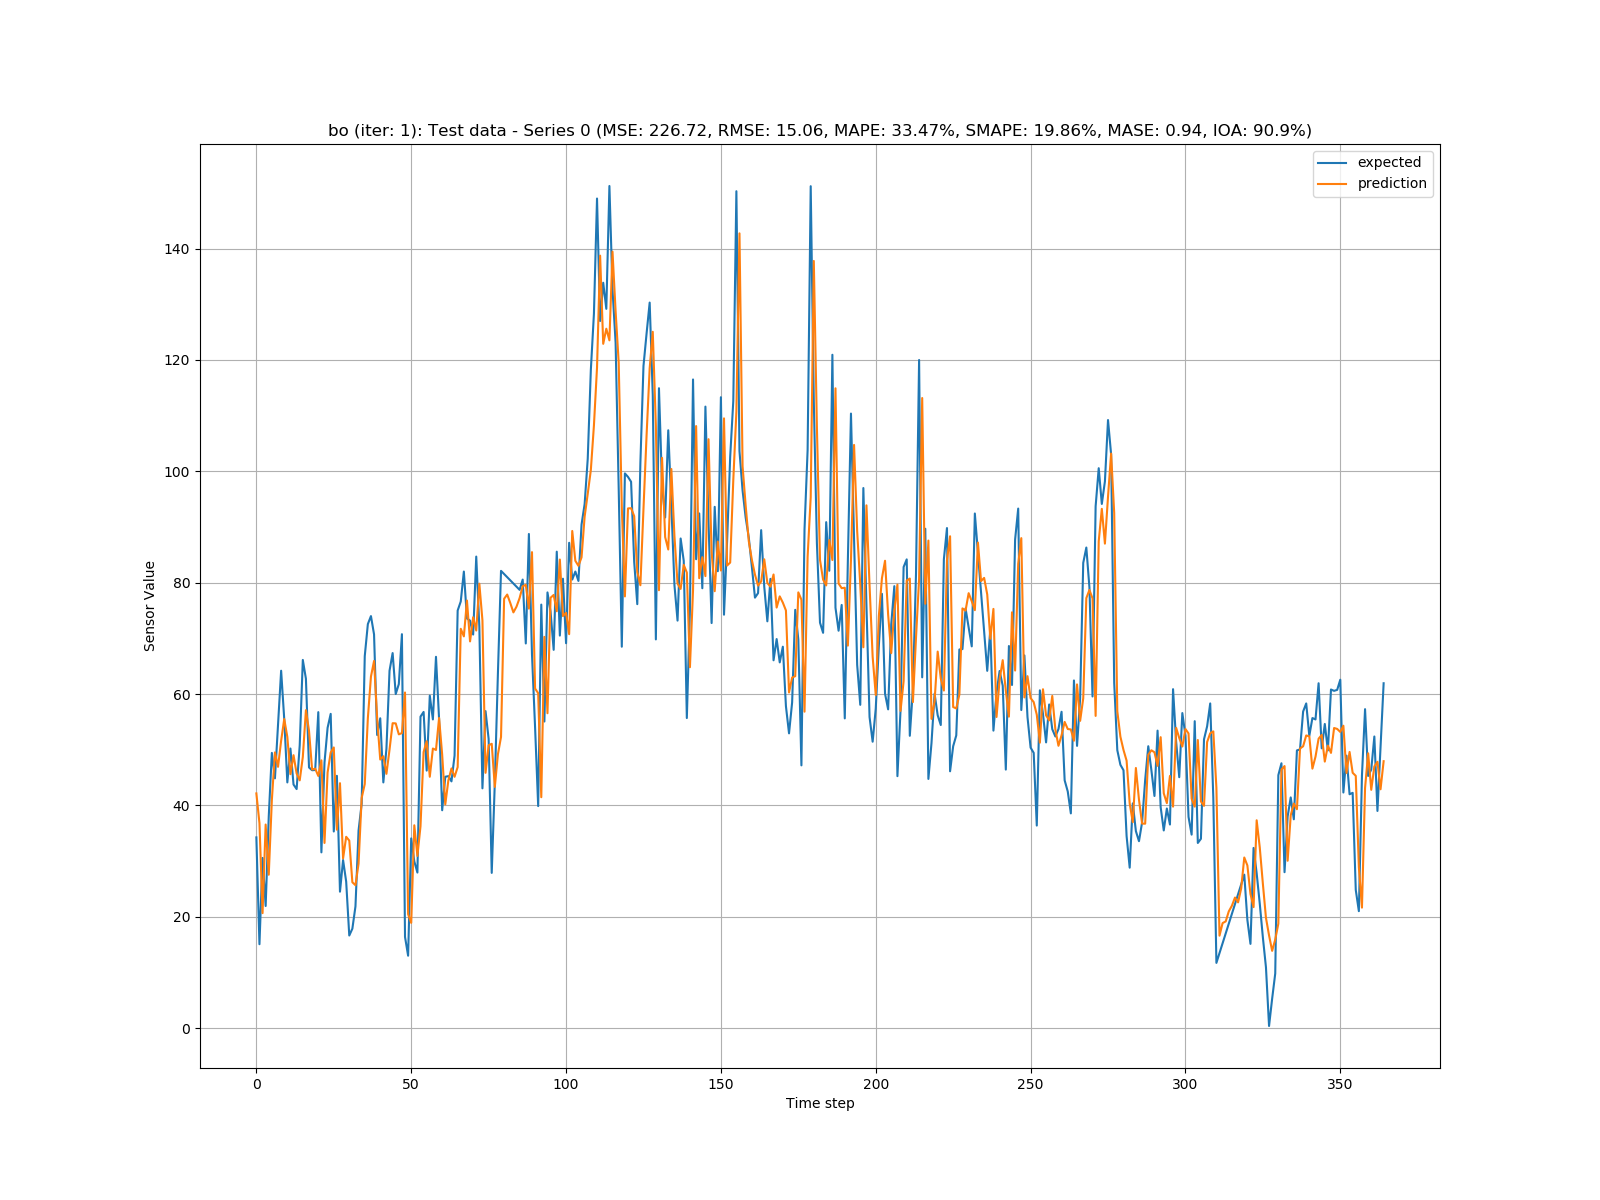 bo (iter: 1): Test data - Series 0 (MSE: 226.72, RMSE: 15.06, MAPE: 33.47%, SMAPE: 19.86%, MASE: 0.94, IOA: 90.9%)
expected
prediction
140
120
100
80
60
40
20
0
Sensor Value
0 50 100 150 200 250 300 350
Time step